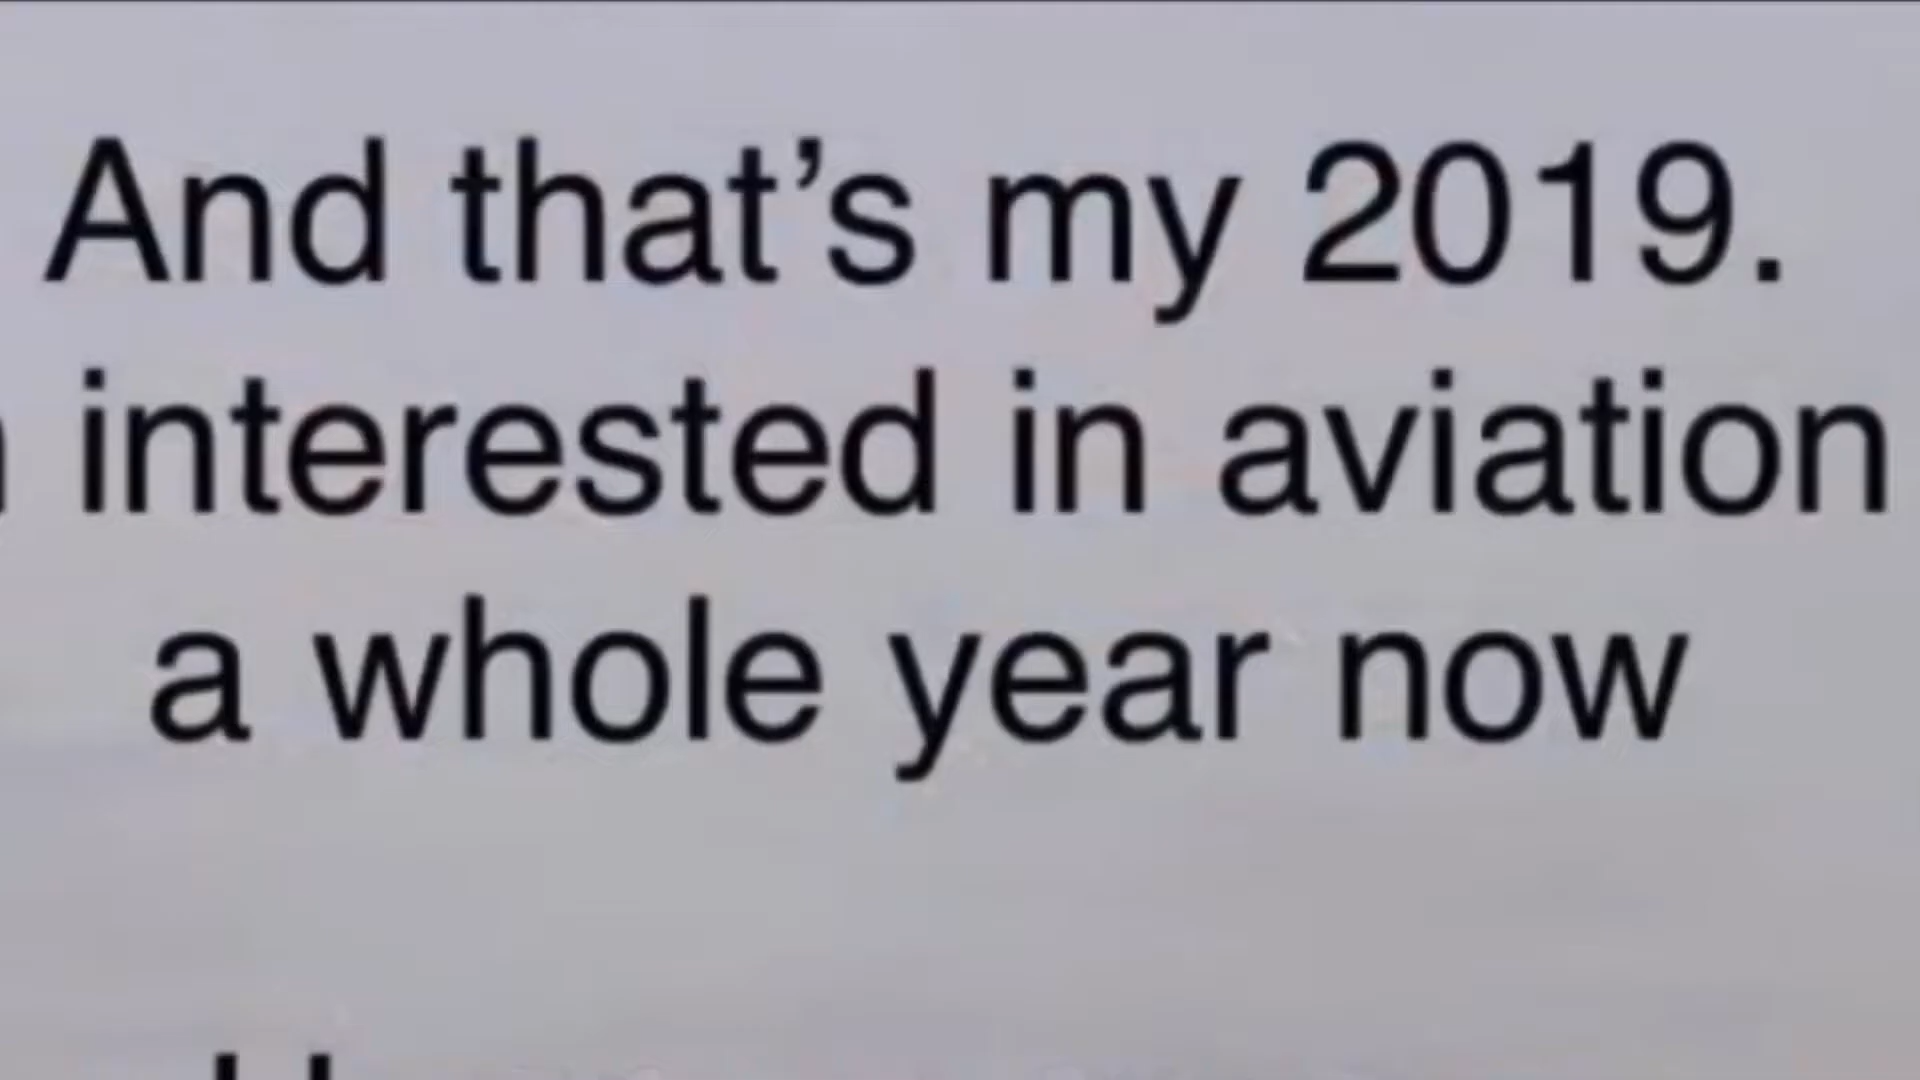 And that’s my 2019.
interested in aviation
a whole year now